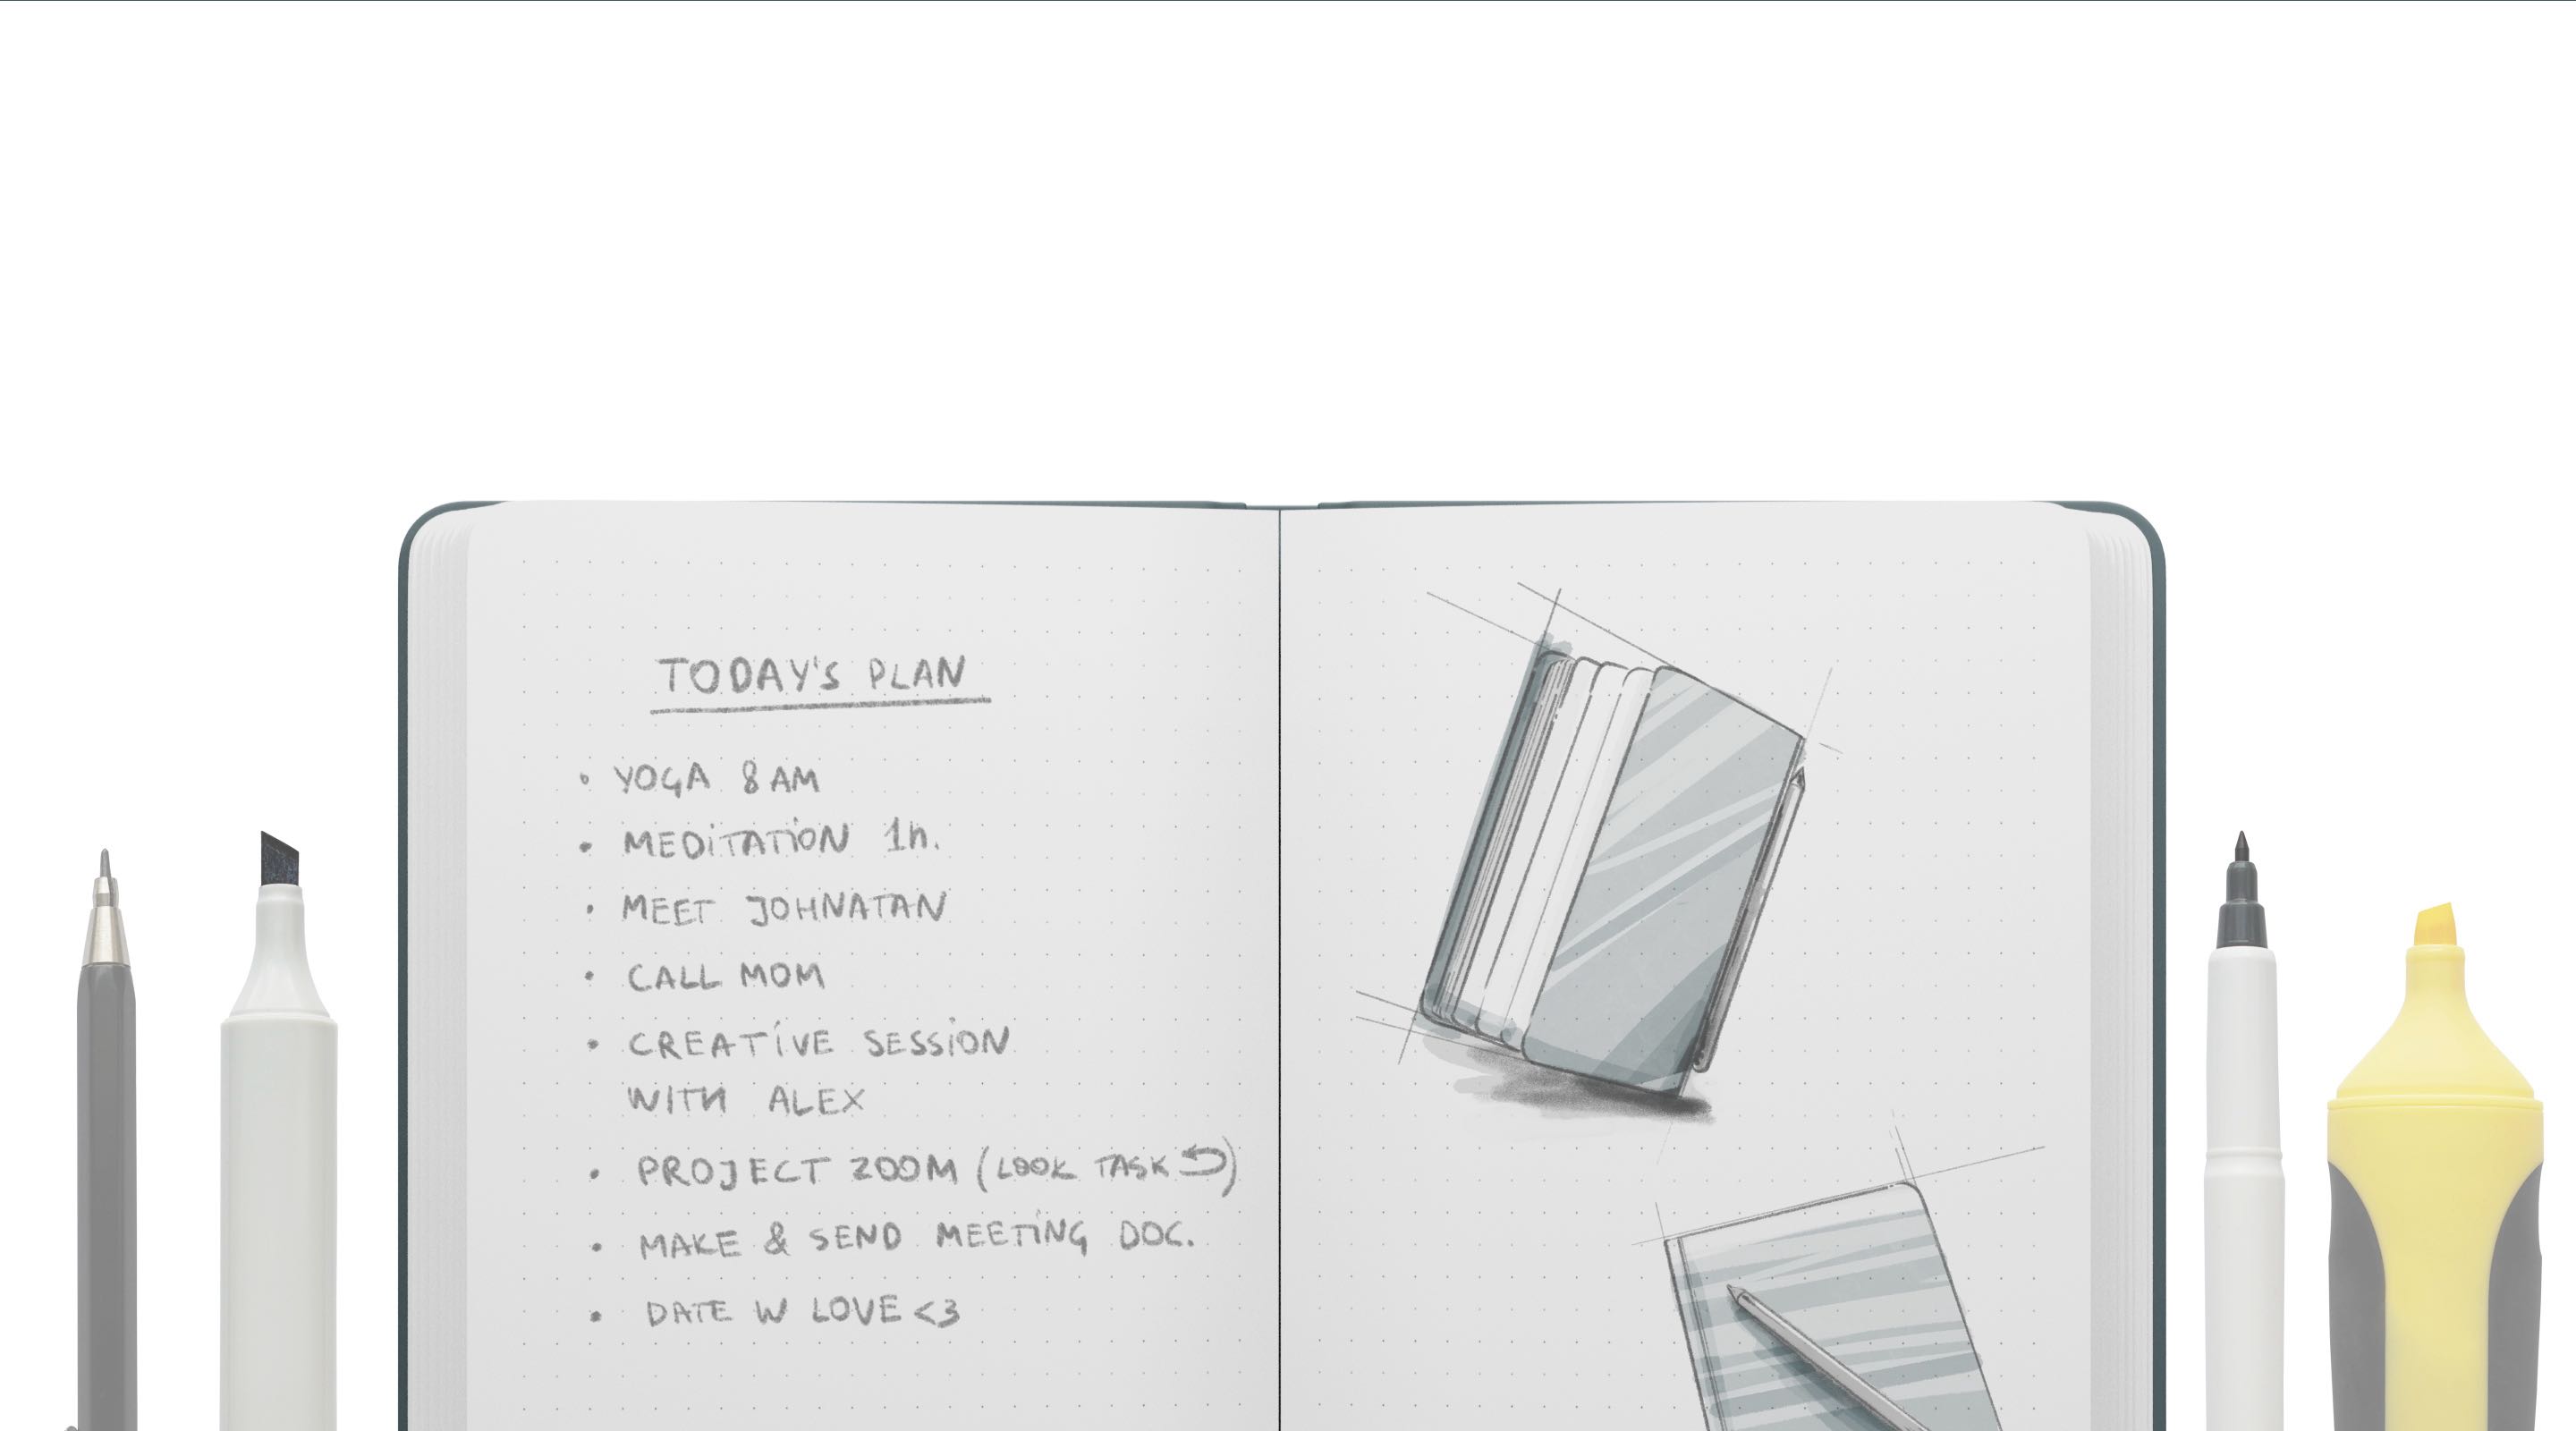 TODAY'S PLAN
• YOGA 8 AM
• MEDITATION 1h.
• MEET JOHNATAN
• CALL MOM
• CREATIVE SESSION
WITH ALEX
• PROJECT ZOOM (LOOK TASK ⮌)
• MAKE & SEND MEETING DOC.
• DATE W LOVE <3